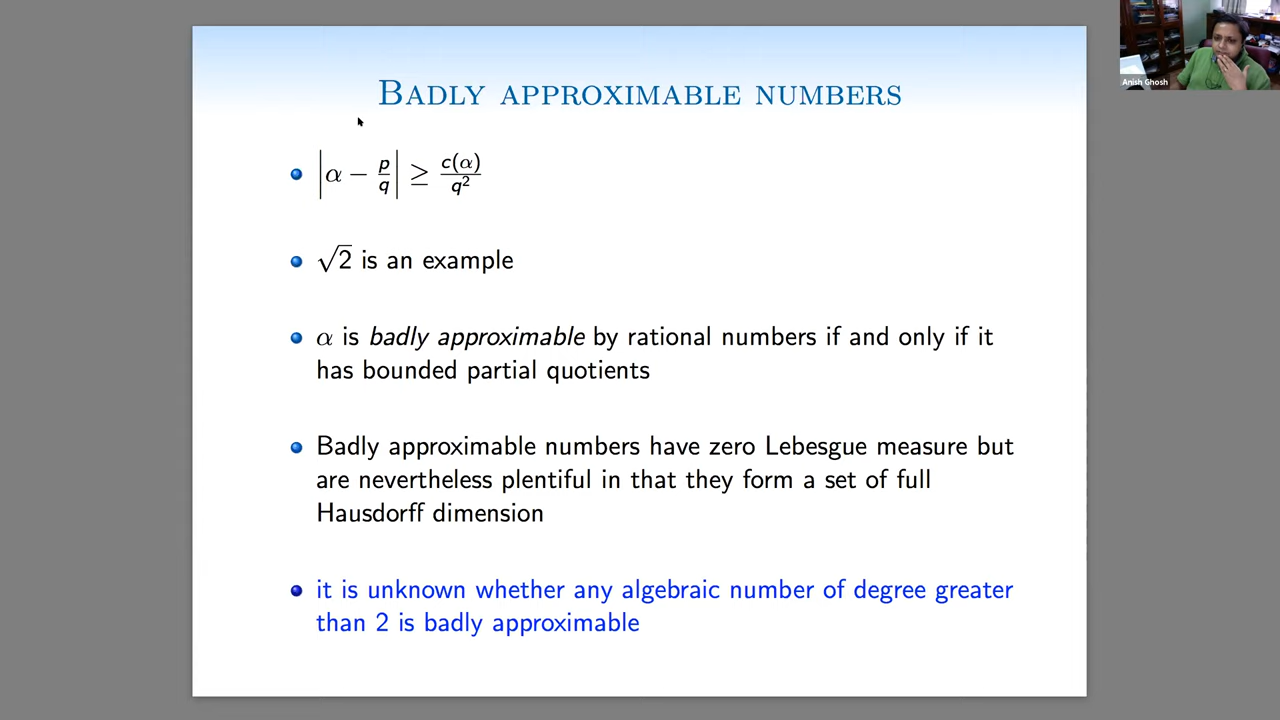 BADLY APPROXIMABLE NUMBERS
|α − p/q| ≥ c(α)/q²
√2 is an example
α is badly approximable by rational numbers if and only if it
has bounded partial quotients
Badly approximable numbers have zero Lebesgue measure but
are nevertheless plentiful in that they form a set of full
Hausdorff dimension
it is unknown whether any algebraic number of degree greater
than 2 is badly approximable
Anish Ghosh